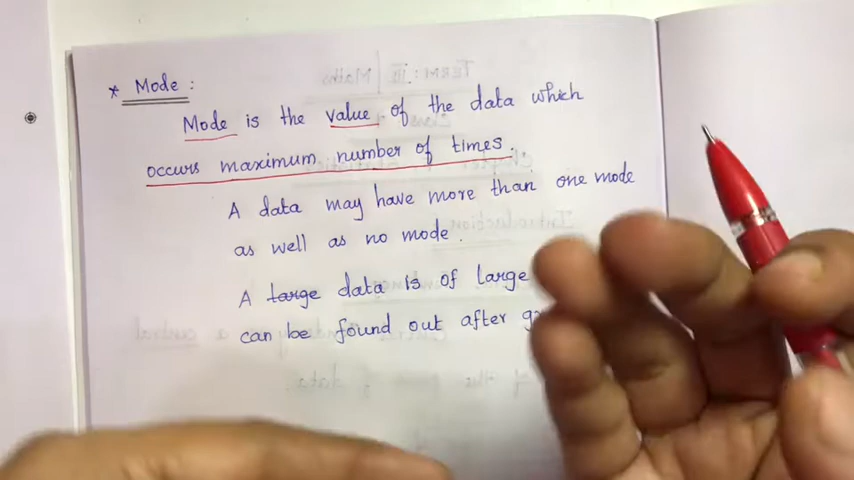 * Mode :
Mode is the value of the data which
occurs maximum number of times.
A data may have more than one mode
as well as no mode.
A large data is of large
can be found out after